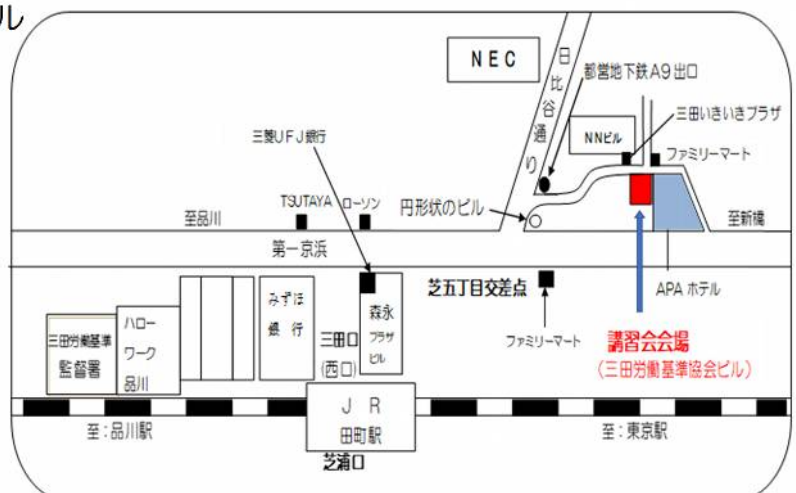 ル
NEC
日比谷通り
都営地下鉄A9出口
三田いきいきプラザ
NNビル
三菱UFJ銀行
ファミリーマート
TSUTAYA ローソン
円形状のビル
至品川
至新橋
第一京浜
芝五丁目交差点
APAホテル
みずほ
銀行
森永
プラザ
ビル
三田口
(西口)
ファミリーマート
講習会会場
(三田労働基準協会ビル)
三田労働基準
監督署
ハロー
ワーク
品川
JR
田町駅
至:品川駅
至:東京駅
芝浦口